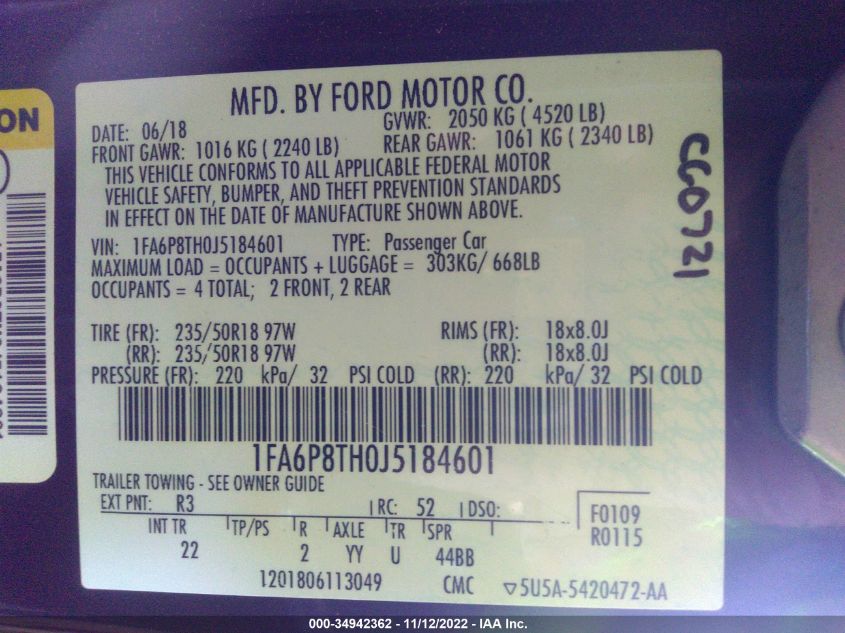 ON
MFD. BY FORD MOTOR CO.
DATE: 06/18
GVWR: 2050 KG ( 4520 LB)
FRONT GAWR: 1016 KG ( 2240 LB)
REAR GAWR: 1061 KG ( 2340 LB)
THIS VEHICLE CONFORMS TO ALL APPLICABLE FEDERAL MOTOR
VEHICLE SAFETY, BUMPER, AND THEFT PREVENTION STANDARDS
IN EFFECT ON THE DATE OF MANUFACTURE SHOWN ABOVE.
VIN: 1FA6P8TH0J5184601 TYPE: Passenger Car
MAXIMUM LOAD = OCCUPANTS + LUGGAGE = 303KG/ 668LB
OCCUPANTS = 4 TOTAL; 2 FRONT, 2 REAR
TIRE (FR): 235/50R18 97W RIMS (FR): 18x8.0J
(RR): 235/50R18 97W (RR): 18x8.0J
PRESSURE (FR): 220 kPa/ 32 PSI COLD (RR): 220 kPa/ 32 PSI COLD
1FA6P8TH0J5184601
TRAILER TOWING - SEE OWNER GUIDE
EXT PNT: R3 RC: 52 DSO:
F0109
R0115
INT TR TP/PS R AXLE TR SPR
22 2 YY U 44BB
1201806113049 CMC ▽5U5A-5420472-AA
CG0721
000-34942362 - 11/12/2022 - IAA Inc.